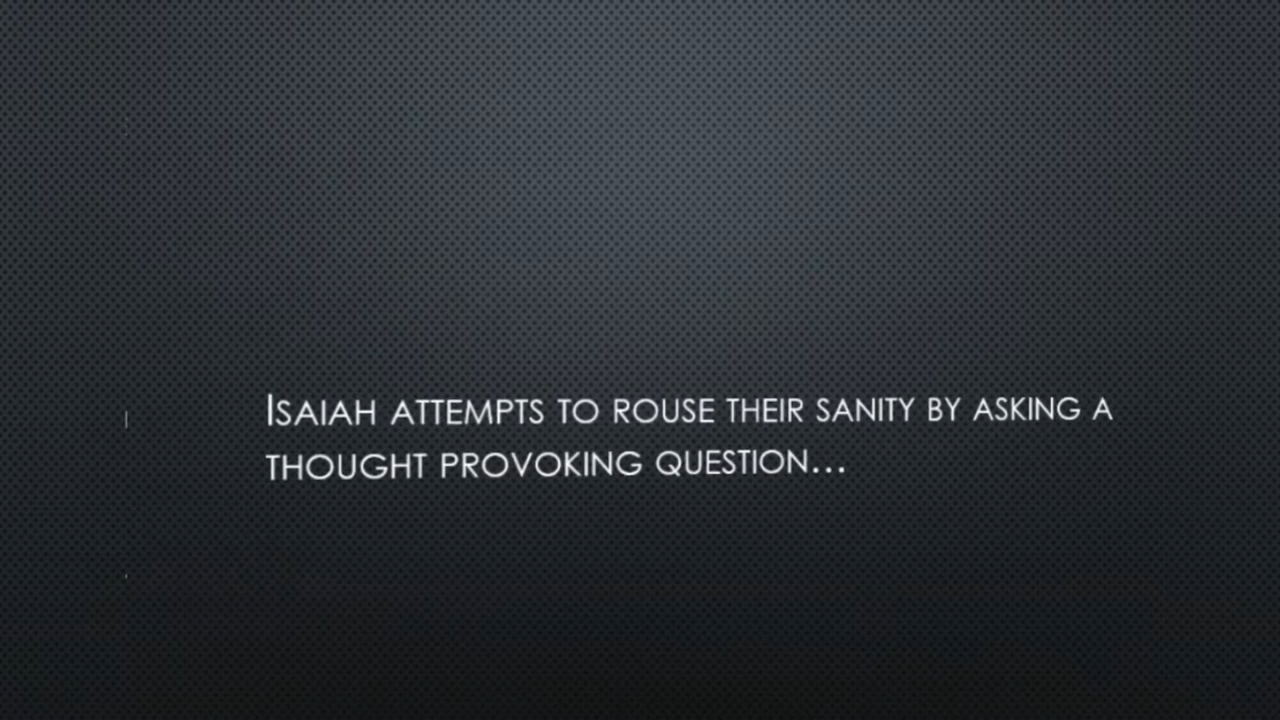 Isaiah attempts to rouse their sanity by asking a
thought provoking question...